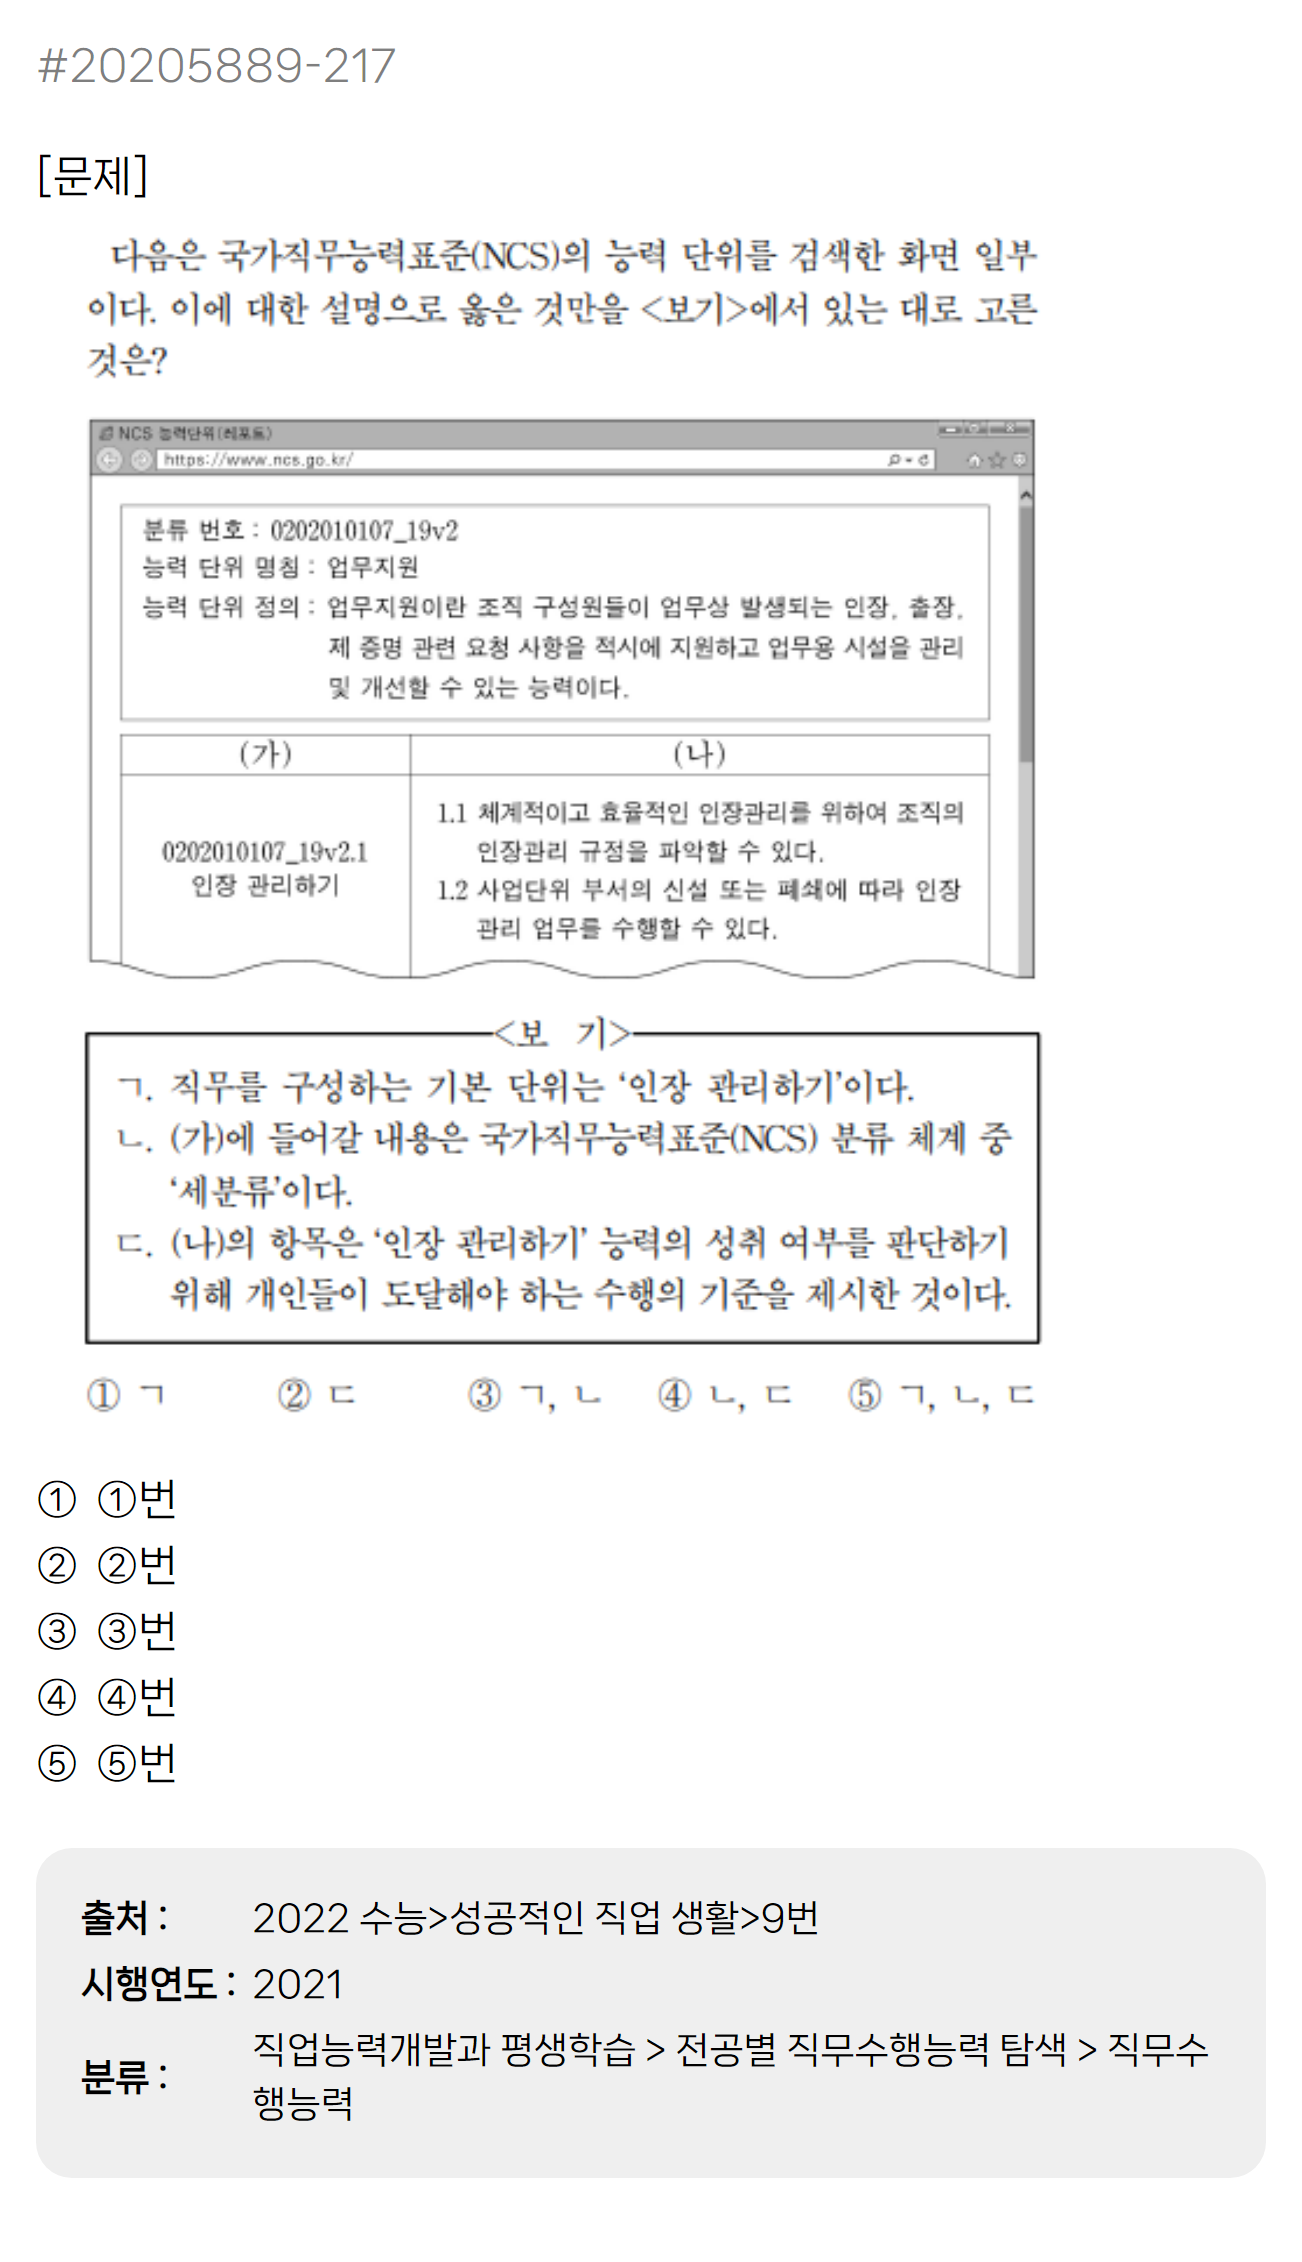 #20205889-217
[문제]
다음은 국가직무능력표준(NCS)의 능력 단위를 검색한 화면 일부
이다. 이에 대한 설명으로 옳은 것만을 <보기>에서 있는 대로 고른
것은?
NCS 능력단위(레포트)
https://www.ncs.go.kr/
분류 번호 : 0202010107_19v2
능력 단위 명칭 : 업무지원
능력 단위 정의 : 업무지원이란 조직 구성원들이 업무상 발생되는 인장, 출장,
제 증명 관련 요청 사항을 적시에 지원하고 업무용 시설을 관리
및 개선할 수 있는 능력이다.
(가) (나)
1.1 체계적이고 효율적인 인장관리를 위하여 조직의
인장관리 규정을 파악할 수 있다.
0202010107_19v2.1
인장 관리하기
1.2 사업단위 부서의 신설 또는 폐쇄에 따라 인장
관리 업무를 수행할 수 있다.
<보 기>
ㄱ. 직무를 구성하는 기본 단위는 ‘인장 관리하기’이다.
ㄴ. (가)에 들어갈 내용은 국가직무능력표준(NCS) 분류 체계 중
‘세분류’이다.
ㄷ. (나)의 항목은 ‘인장 관리하기’ 능력의 성취 여부를 판단하기
위해 개인들이 도달해야 하는 수행의 기준을 제시한 것이다.
① ㄱ ② ㄷ ③ ㄱ, ㄴ ④ ㄴ, ㄷ ⑤ ㄱ, ㄴ, ㄷ
① ①번
② ②번
③ ③번
④ ④번
⑤ ⑤번
출처 : 2022 수능>성공적인 직업 생활>9번
시행연도 : 2021
분류 : 직업능력개발과 평생학습 > 전공별 직무수행능력 탐색 > 직무수
행능력